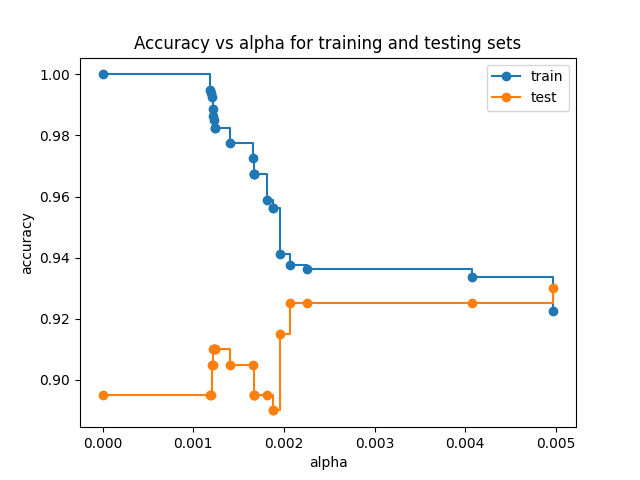 Accuracy vs alpha for training and testing sets
train
test
accuracy
1.00
0.98
0.96
0.94
0.92
0.90
0.000
0.001
0.002
0.003
0.004
0.005
alpha